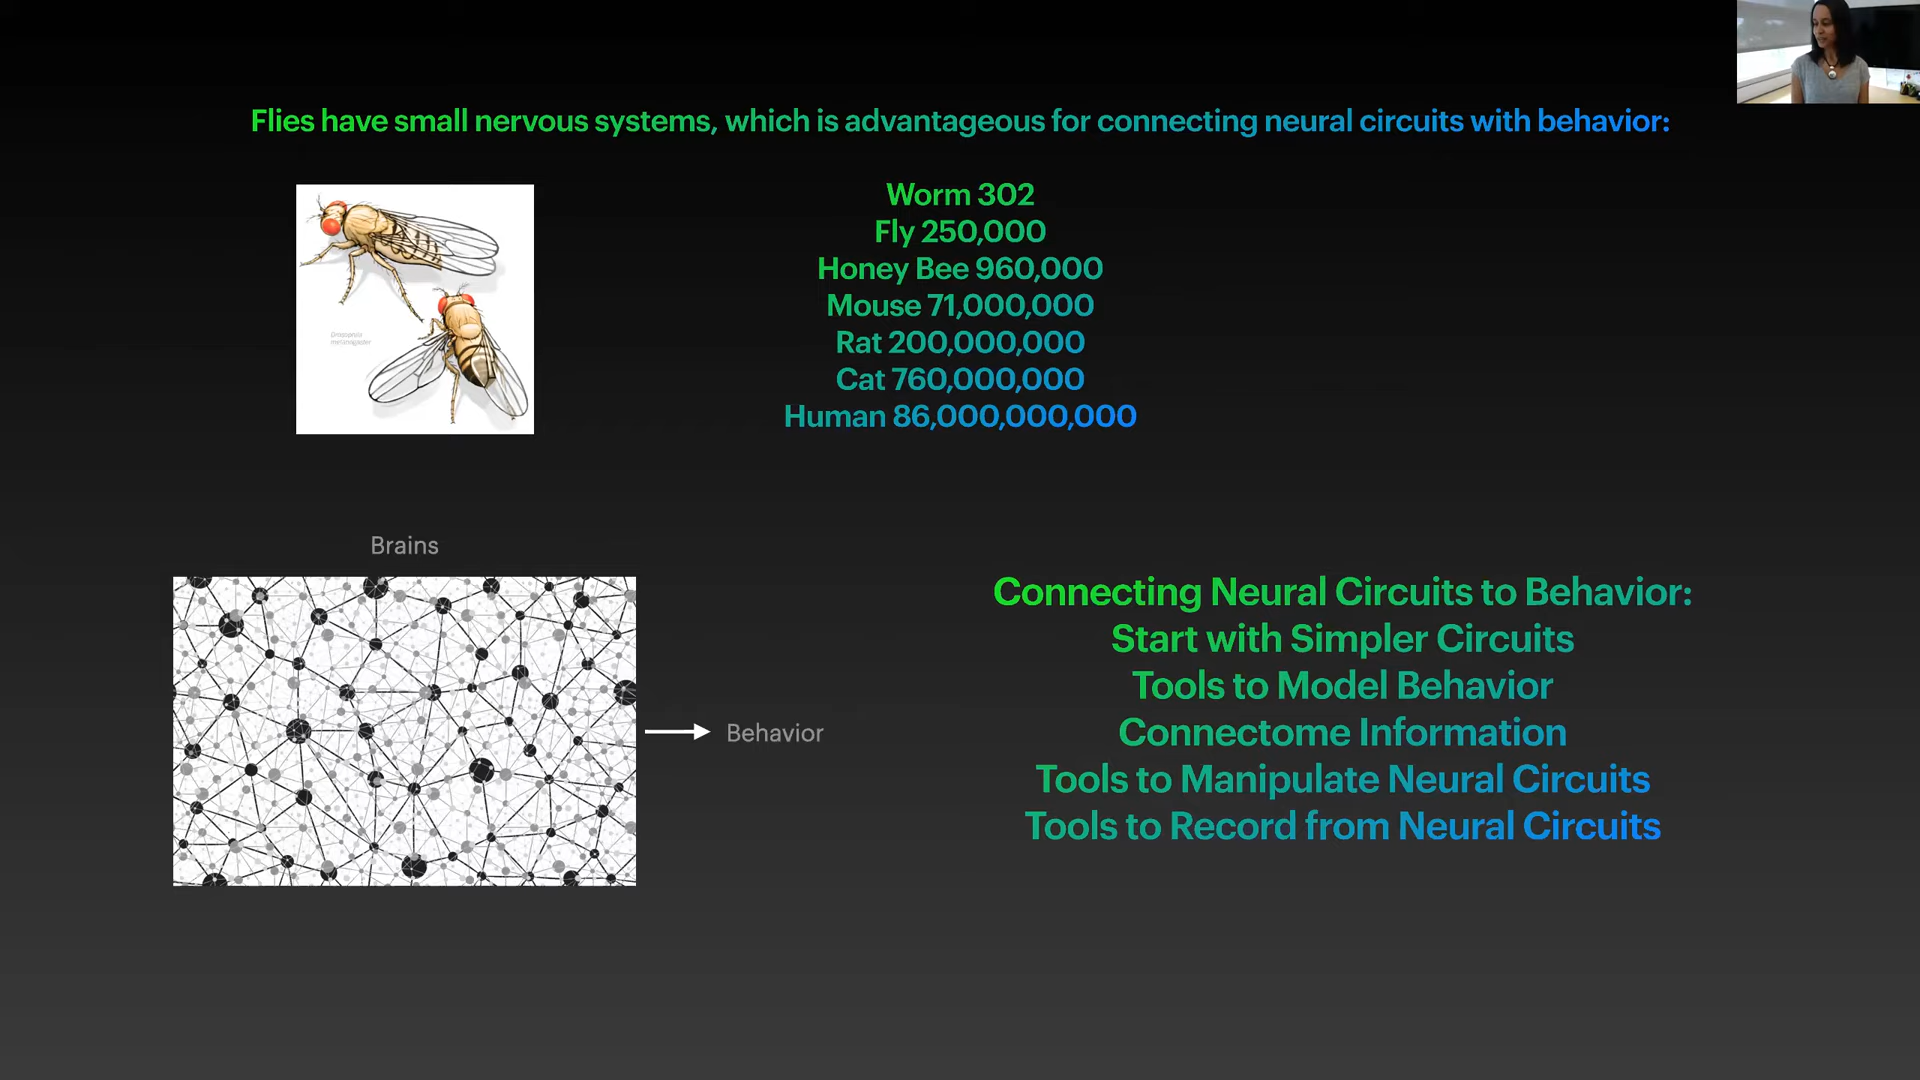 Flies have small nervous systems, which is advantageous for connecting neural circuits with behavior:
Worm 302
Fly 250,000
Honey Bee 960,000
Mouse 71,000,000
Rat 200,000,000
Cat 760,000,000
Human 86,000,000,000
Drosophila
melanogaster
Brains
Behavior
Connecting Neural Circuits to Behavior:
Start with Simpler Circuits
Tools to Model Behavior
Connectome Information
Tools to Manipulate Neural Circuits
Tools to Record from Neural Circuits